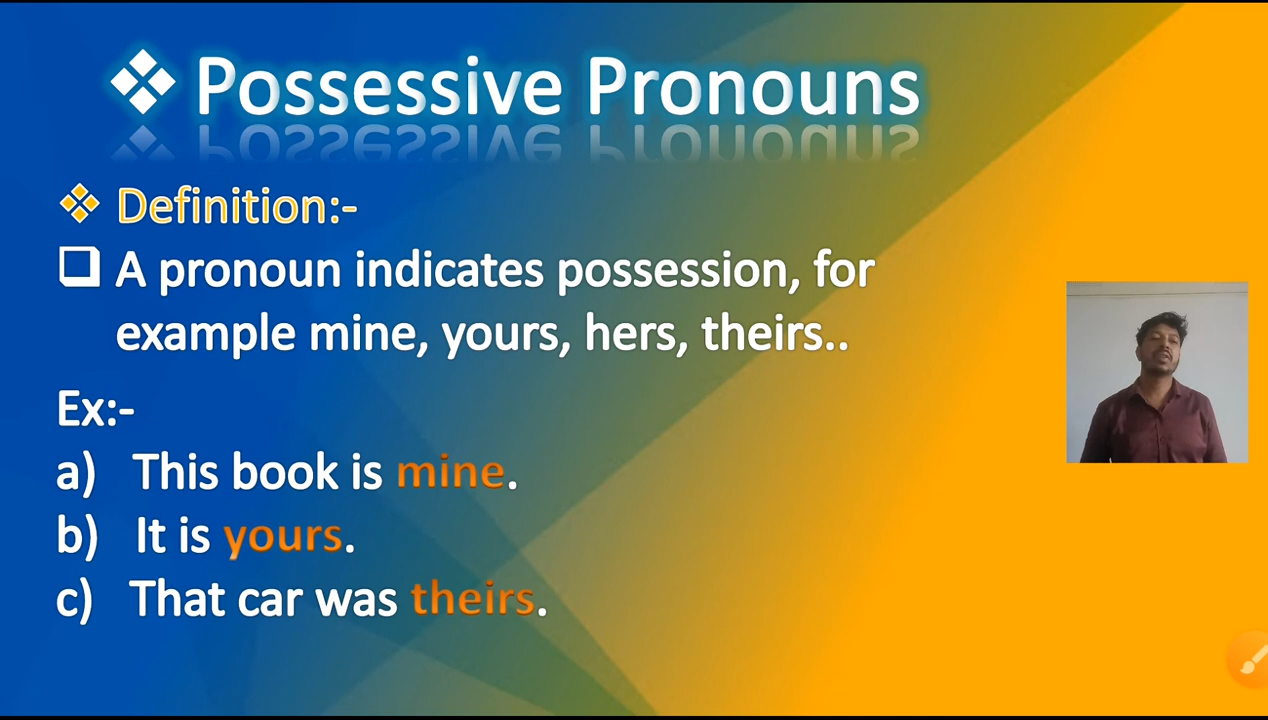 Possessive Pronouns
Definition:-
A pronoun indicates possession, for
example mine, yours, hers, theirs..
Ex:-
a) This book is mine.
b) It is yours.
c) That car was theirs.